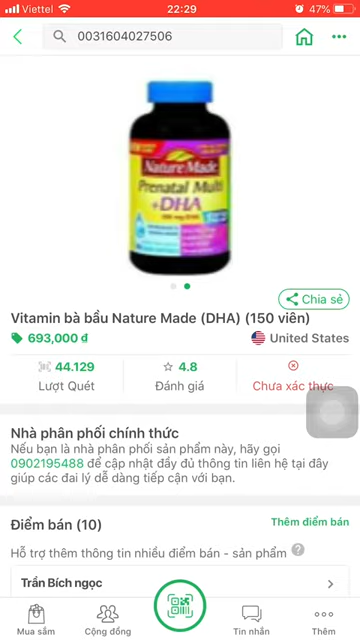 Viettel 22:29 47%
0031604027506
Nature Made
Prenatal Multi
+DHA
Chia sẻ
Vitamin bà bầu Nature Made (DHA) (150 viên)
693,000 đ United States
44.129 4.8
Lượt Quét Đánh giá Chưa xác thực
Nhà phân phối chính thức
Nếu bạn là nhà phân phối sản phẩm này, hãy gọi
0902195488 để cập nhật đầy đủ thông tin liên hệ tại đây
giúp các đai lý dễ dàng tiếp cận với bạn.
Điểm bán (10) Thêm điểm bán
Hỗ trợ thêm thông tin nhiều điểm bán - sản phẩm ?
Trần Bích ngọc
Mua sắm Cộng đồng Tin nhắn Thêm